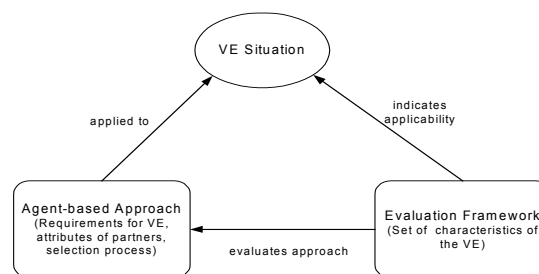 VE Situation
applied to
indicates
applicability
Agent-based Approach
(Requirements for VE,
attributes of partners,
selection process)
evaluates approach
Evaluation Framework
(Set of characteristics of
the VE)